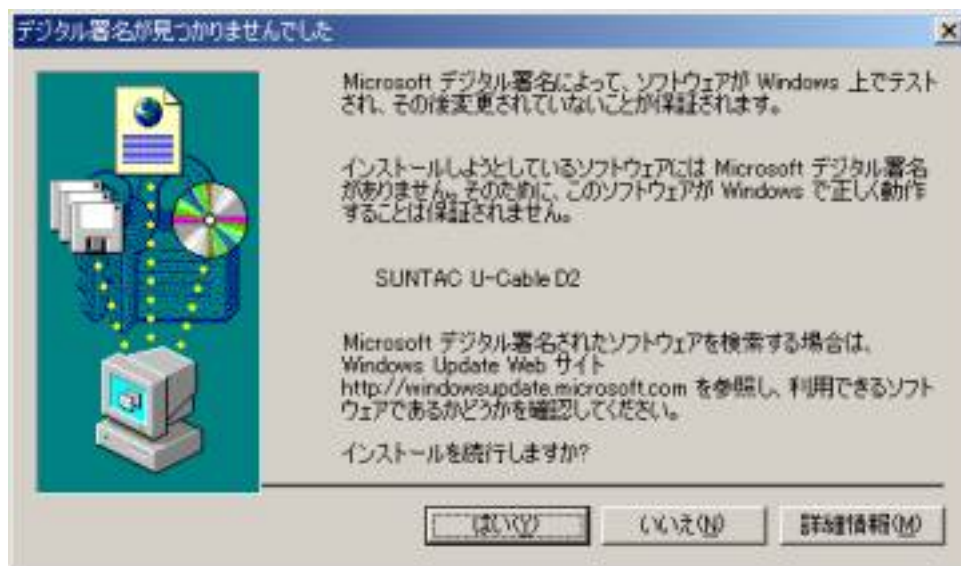 デジタル署名が見つかりませんでした
Microsoft デジタル署名によって、ソフトウェアが Windows 上でテスト
され、その後変更されていないことが保証されます。
インストールしようとしているソフトウェアには Microsoft デジタル署名
がありません。そのために、このソフトウェアが Windows で正しく動作
することは保証されません。
SUNTAC U-Cable D2
Microsoft デジタル署名されたソフトウェアを検索する場合は、
Windows Update Web サイト
http://windowsupdate.microsoft.com を参照し、利用できるソフト
ウェアであるかどうかを確認してください。
インストールを続行しますか?
はい(Y) いいえ(N) 詳細情報(M)